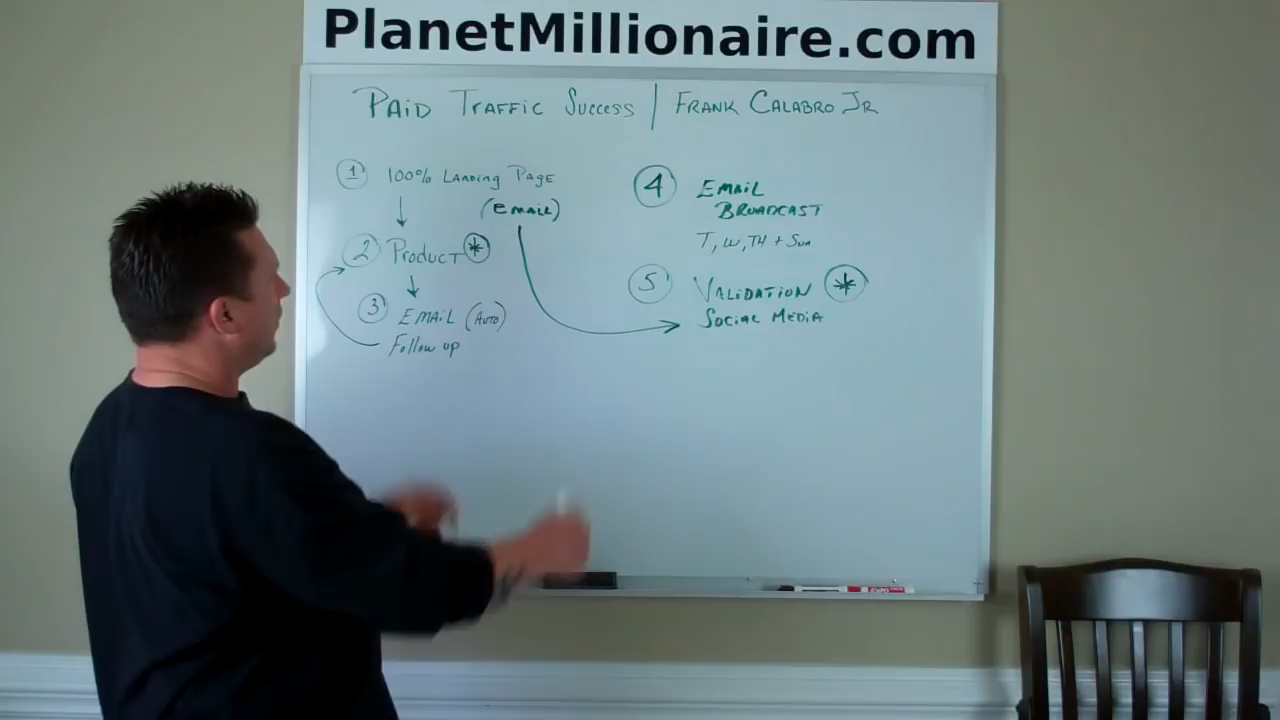 PlanetMillionaire.com
PAID TRAFFIC SUCCESS | FRANK CALABRO JR
1 100% LANDING PAGE
(EMAIL)
2 PRODUCT *
3 EMAIL (AUTO)
Follow up
4 EMAIL
BROADCAST
T, W, TH + Sun
5 VALIDATION *
SOCIAL MEDIA